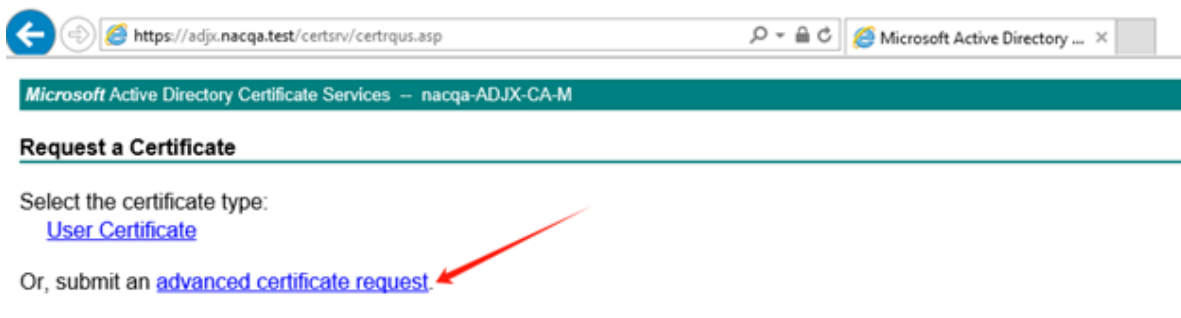 https://adjx.nacqa.test/certsrv/certrqus.asp
Microsoft Active Directory ...
Microsoft Active Directory Certificate Services -- nacqa-ADJX-CA-M
Request a Certificate
Select the certificate type:
User Certificate
Or, submit an advanced certificate request.